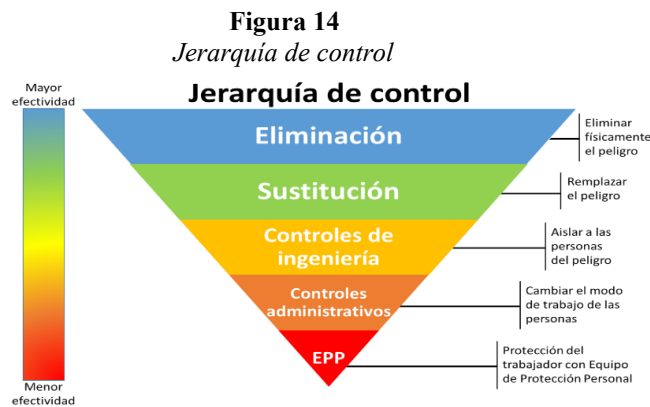 Figura 14
Jerarquía de control
Jerarquía de control
Mayor
efectividad
Eliminación
Eliminar
físicamente
el peligro
Sustitución
Remplazar
el peligro
Controles de
ingeniería
Aislar a las
personas
del peligro
Controles
administrativos
Cambiar el modo
de trabajo de las
personas
EPP
Protección del
trabajador con Equipo
de Protección Personal
Menor
efectividad